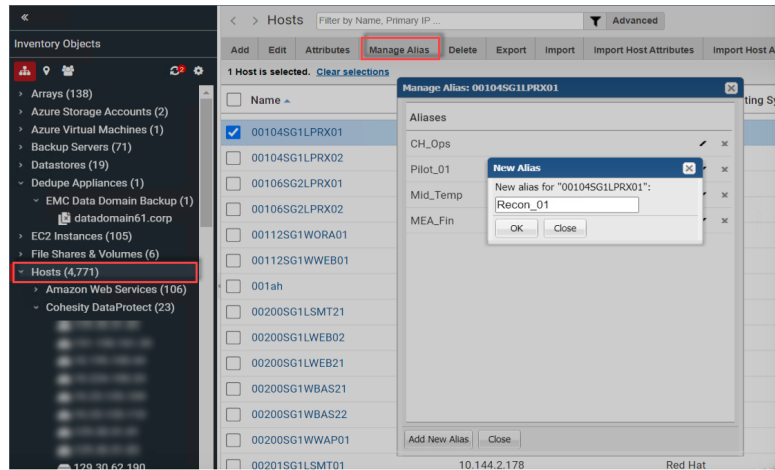 «
Inventory Objects
2
Arrays (138)
Azure Storage Accounts (2)
Azure Virtual Machines (1)
Backup Servers (71)
Datastores (19)
Dedupe Appliances (1)
EMC Data Domain Backup (1)
datadomain61.corp
EC2 Instances (105)
File Shares & Volumes (6)
Hosts (4,771)
Amazon Web Services (106)
Cohesity DataProtect (23)
129.30.62.190
< > Hosts Filter by Name, Primary IP ... Advanced
Add Edit Attributes Manage Alias Delete Export Import Import Host Attributes Import Host A
1 Host is selected. Clear selections
Name
ting Sy
00104SG1LPRX01
00104SG1LPRX02
00106SG2LPRX01
00106SG2LPRX02
00112SG1WORA01
00112SG1WWEB01
001ah
00200SG1LSMT21
00200SG1LWEB02
00200SG1LWEB21
00200SG1WBAS21
00200SG1WBAS22
00200SG1WWAP01
00201SG1LSMT01 10.144.2.178 Red Hat
Manage Alias: 00104SG1LPRX01
Aliases
CH_Ops
Pilot_01
Mid_Temp
MEA_Fin
Add New Alias Close
New Alias
New alias for "00104SG1LPRX01":
Recon_01
OK Close